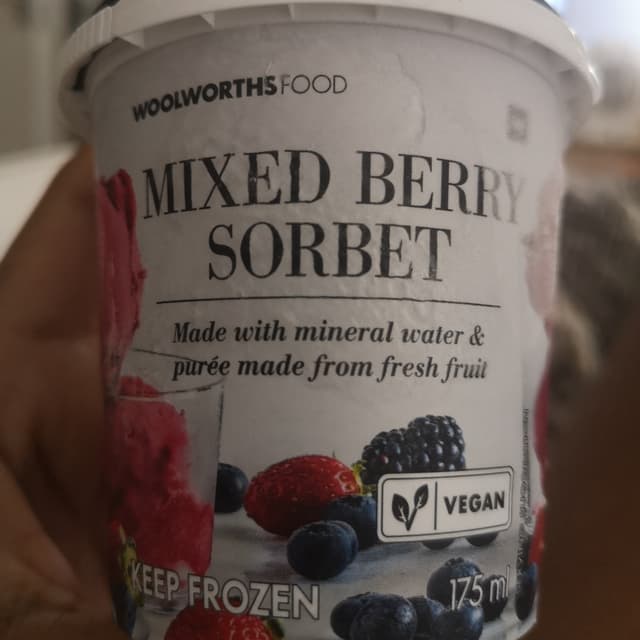 WOOLWORTHS FOOD
MIXED BERRY
SORBET
Made with mineral water &
purée made from fresh fruit
VEGAN
KEEP FROZEN
175 ml